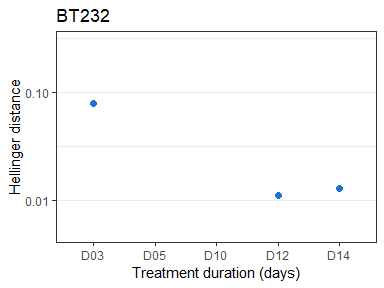 BT232
Hellinger distance
0.10
0.01
D03 D05 D10 D12 D14
Treatment duration (days)